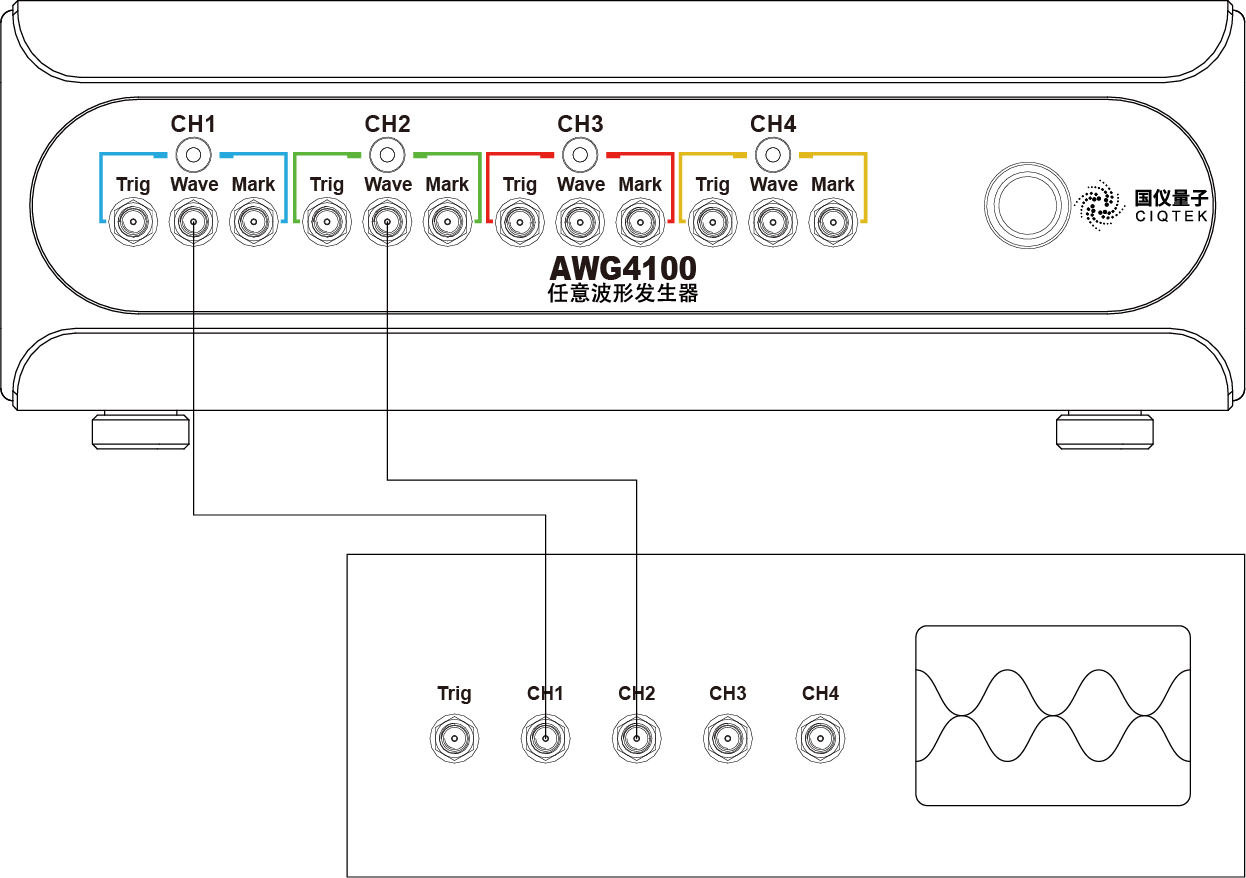 CH1 CH2 CH3 CH4
Trig Wave Mark Trig Wave Mark Trig Wave Mark Trig Wave Mark
国仪量子
CIQTEK
AWG4100
任意波形发生器
Trig CH1 CH2 CH3 CH4